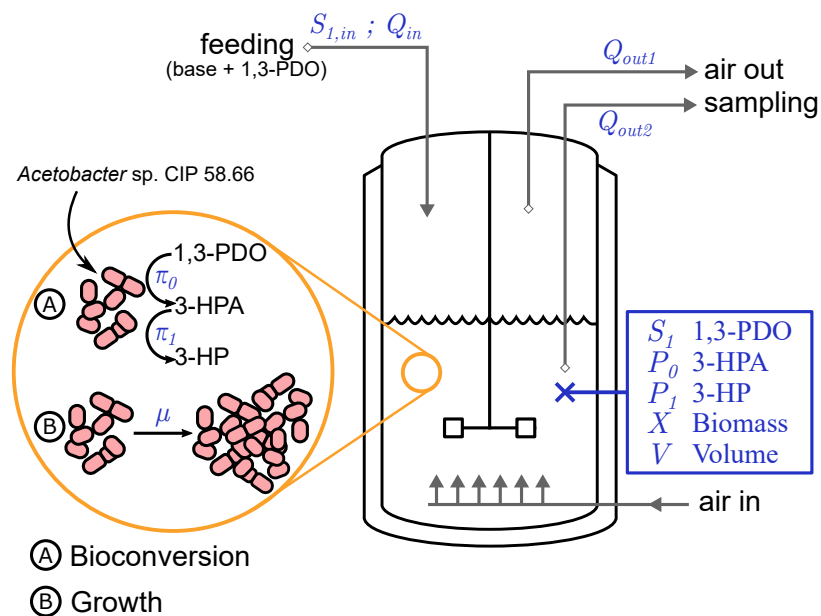 S1,in ; Qin
feeding
(base + 1,3-PDO)
Qout1
air out
sampling
Qout2
Acetobacter sp. CIP 58.66
1,3-PDO
π0
A
3-HPA
π1
3-HP
B
μ
S1 1,3-PDO
P0 3-HPA
P1 3-HP
X Biomass
V Volume
air in
A Bioconversion
B Growth